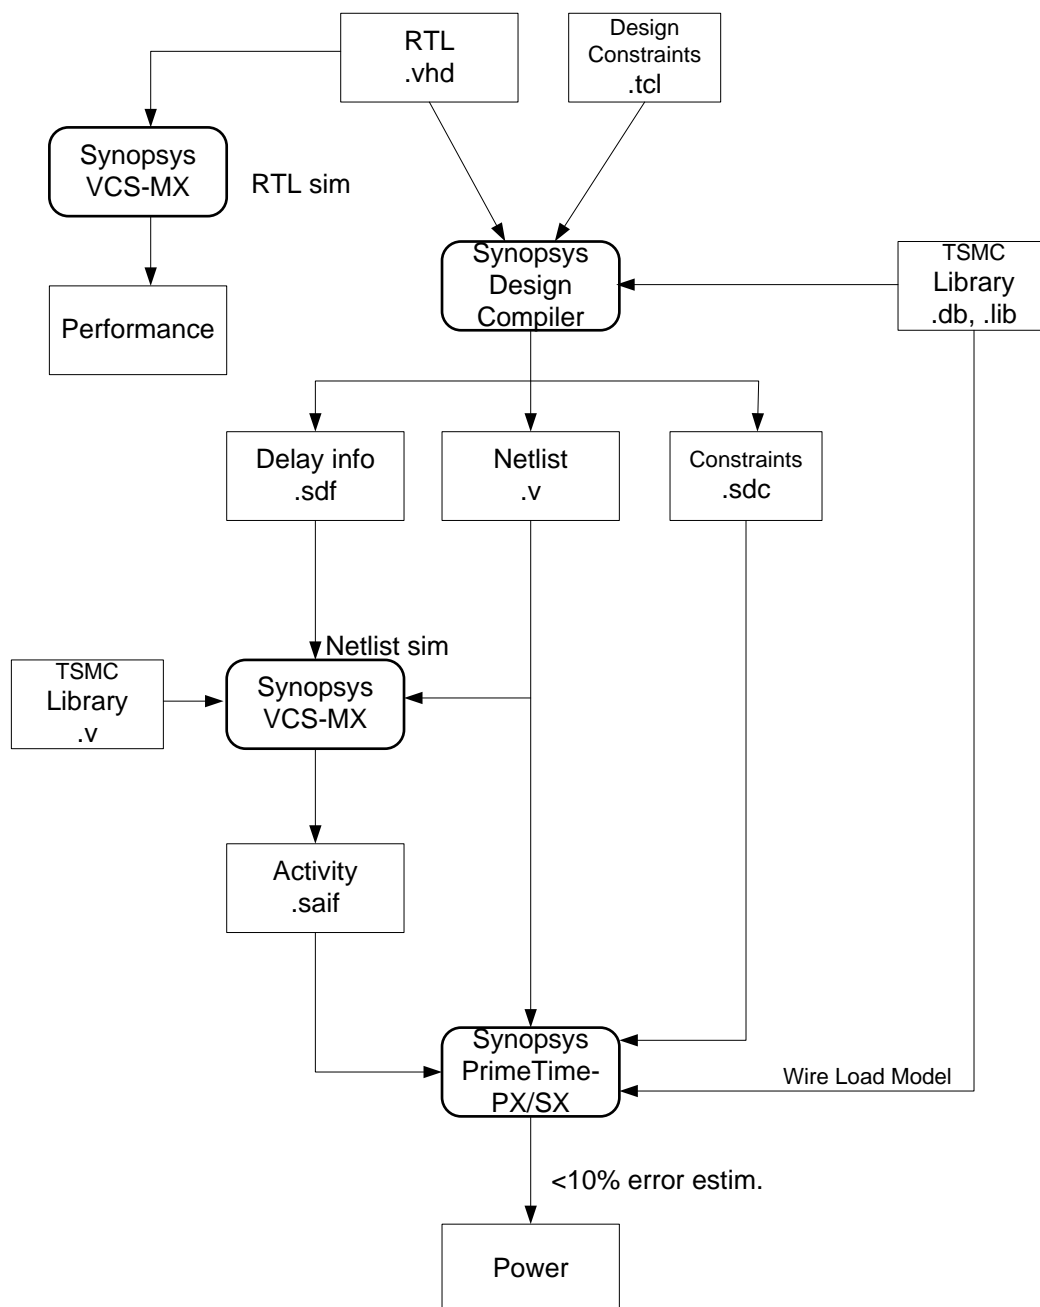 RTL
.vhd
Design
Constraints
.tcl
Synopsys
VCS-MX
RTL sim
Synopsys
Design
Compiler
TSMC
Library
.db, .lib
Performance
Delay info
.sdf
Netlist
.v
Constraints
.sdc
Netlist sim
TSMC
Library
.v
Synopsys
VCS-MX
Activity
.saif
Synopsys
PrimeTime-
PX/SX
Wire Load Model
<10% error estim.
Power